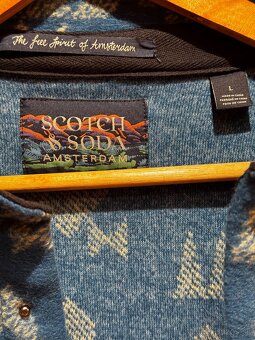 The free Spirit of Amsterdam
L
SCOTCH
& SODA
AMSTERDAM